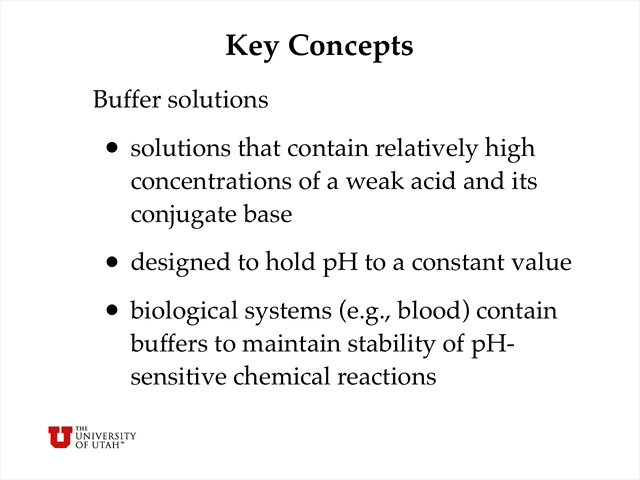 Key Concepts
Buffer solutions
• solutions that contain relatively high
concentrations of a weak acid and its
conjugate base
• designed to hold pH to a constant value
• biological systems (e.g., blood) contain
buffers to maintain stability of pH-
sensitive chemical reactions
U THE
UNIVERSITY
OF UTAH™